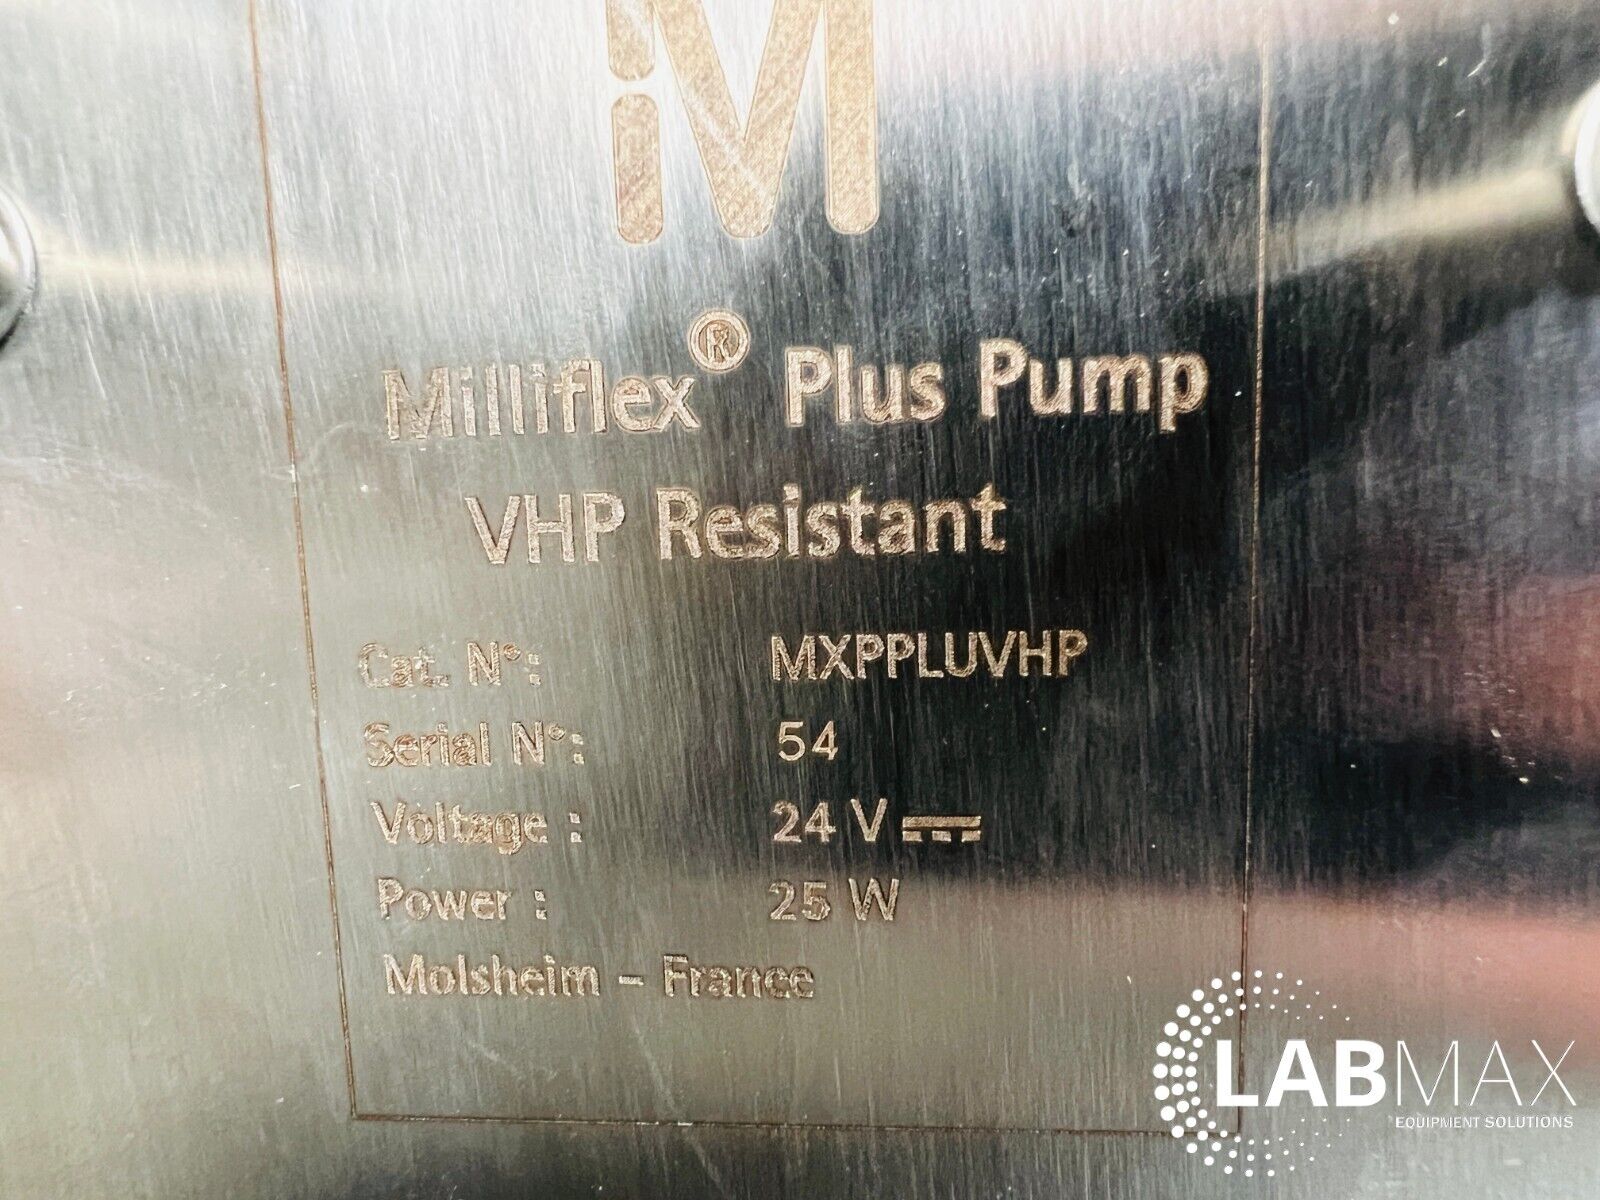 M
Milliflex® Plus Pump
VHP Resistant
Cat. N°: MXPPLUVHP
Serial N°: 54
Voltage : 24 V ⎓
Power : 25 W
Molsheim - France
LABMAX
EQUIPMENT SOLUTIONS